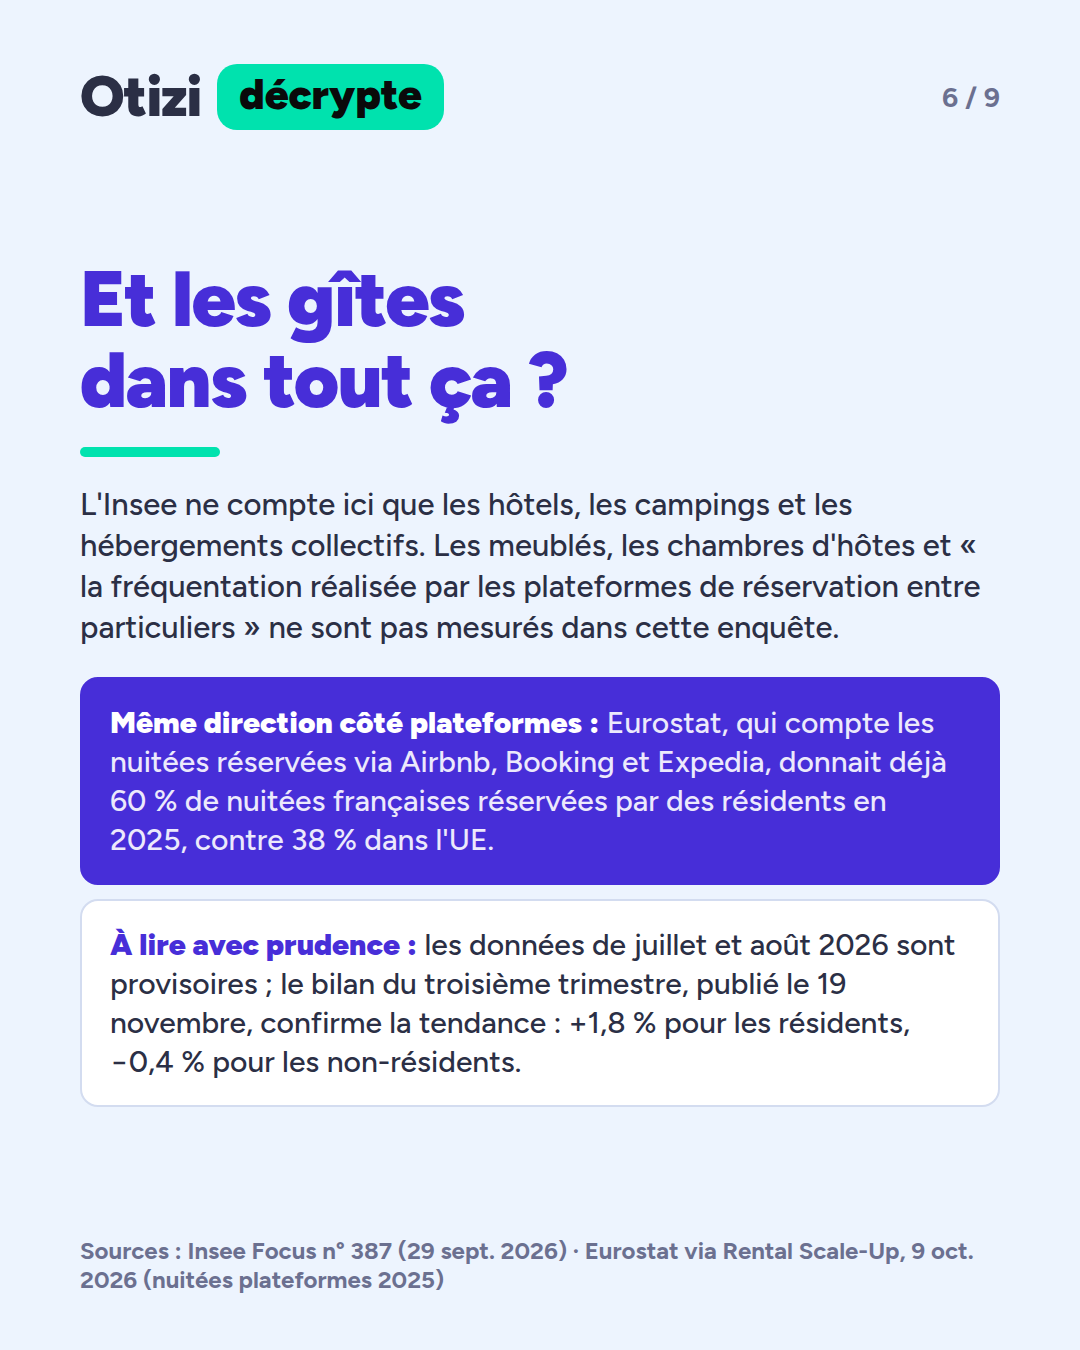 Otizi décrypte
6 / 9
Et les gîtes
dans tout ça ?
L'Insee ne compte ici que les hôtels, les campings et les
hébergements collectifs. Les meublés, les chambres d'hôtes et «
la fréquentation réalisée par les plateformes de réservation entre
particuliers » ne sont pas mesurés dans cette enquête.
Même direction côté plateformes : Eurostat, qui compte les
nuitées réservées via Airbnb, Booking et Expedia, donnait déjà
60 % de nuitées françaises réservées par des résidents en
2025, contre 38 % dans l'UE.
À lire avec prudence : les données de juillet et août 2026 sont
provisoires ; le bilan du troisième trimestre, publié le 19
novembre, confirme la tendance : +1,8 % pour les résidents,
−0,4 % pour les non-résidents.
Sources : Insee Focus n° 387 (29 sept. 2026) · Eurostat via Rental Scale-Up, 9 oct.
2026 (nuitées plateformes 2025)